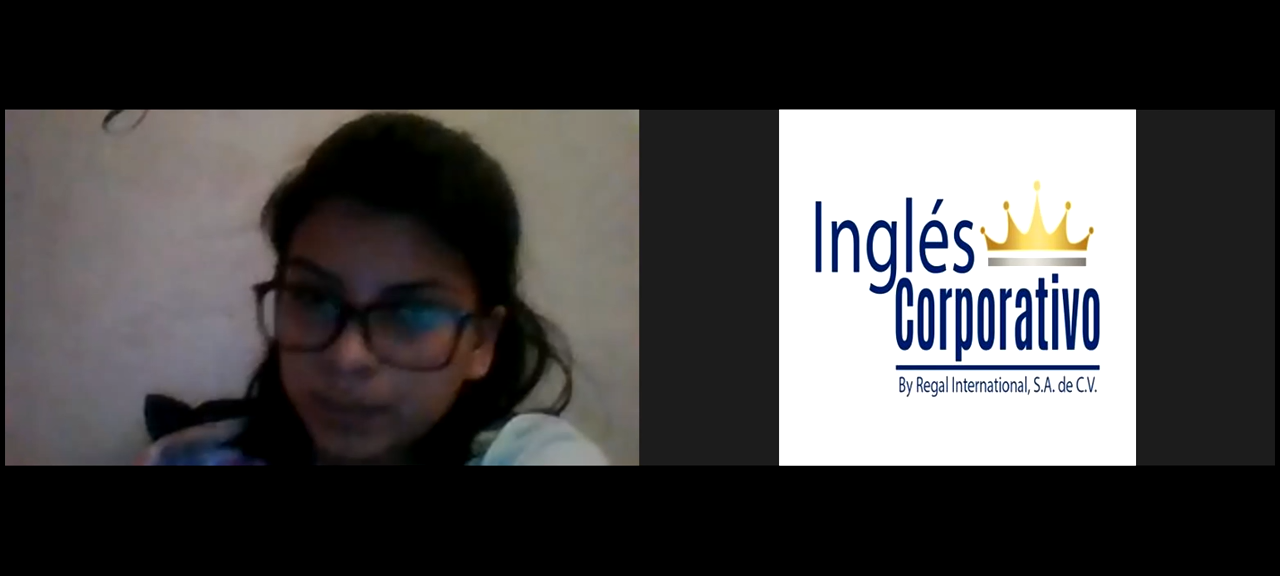 Inglés
Corporativo
By Regal International, S.A. de C.V.